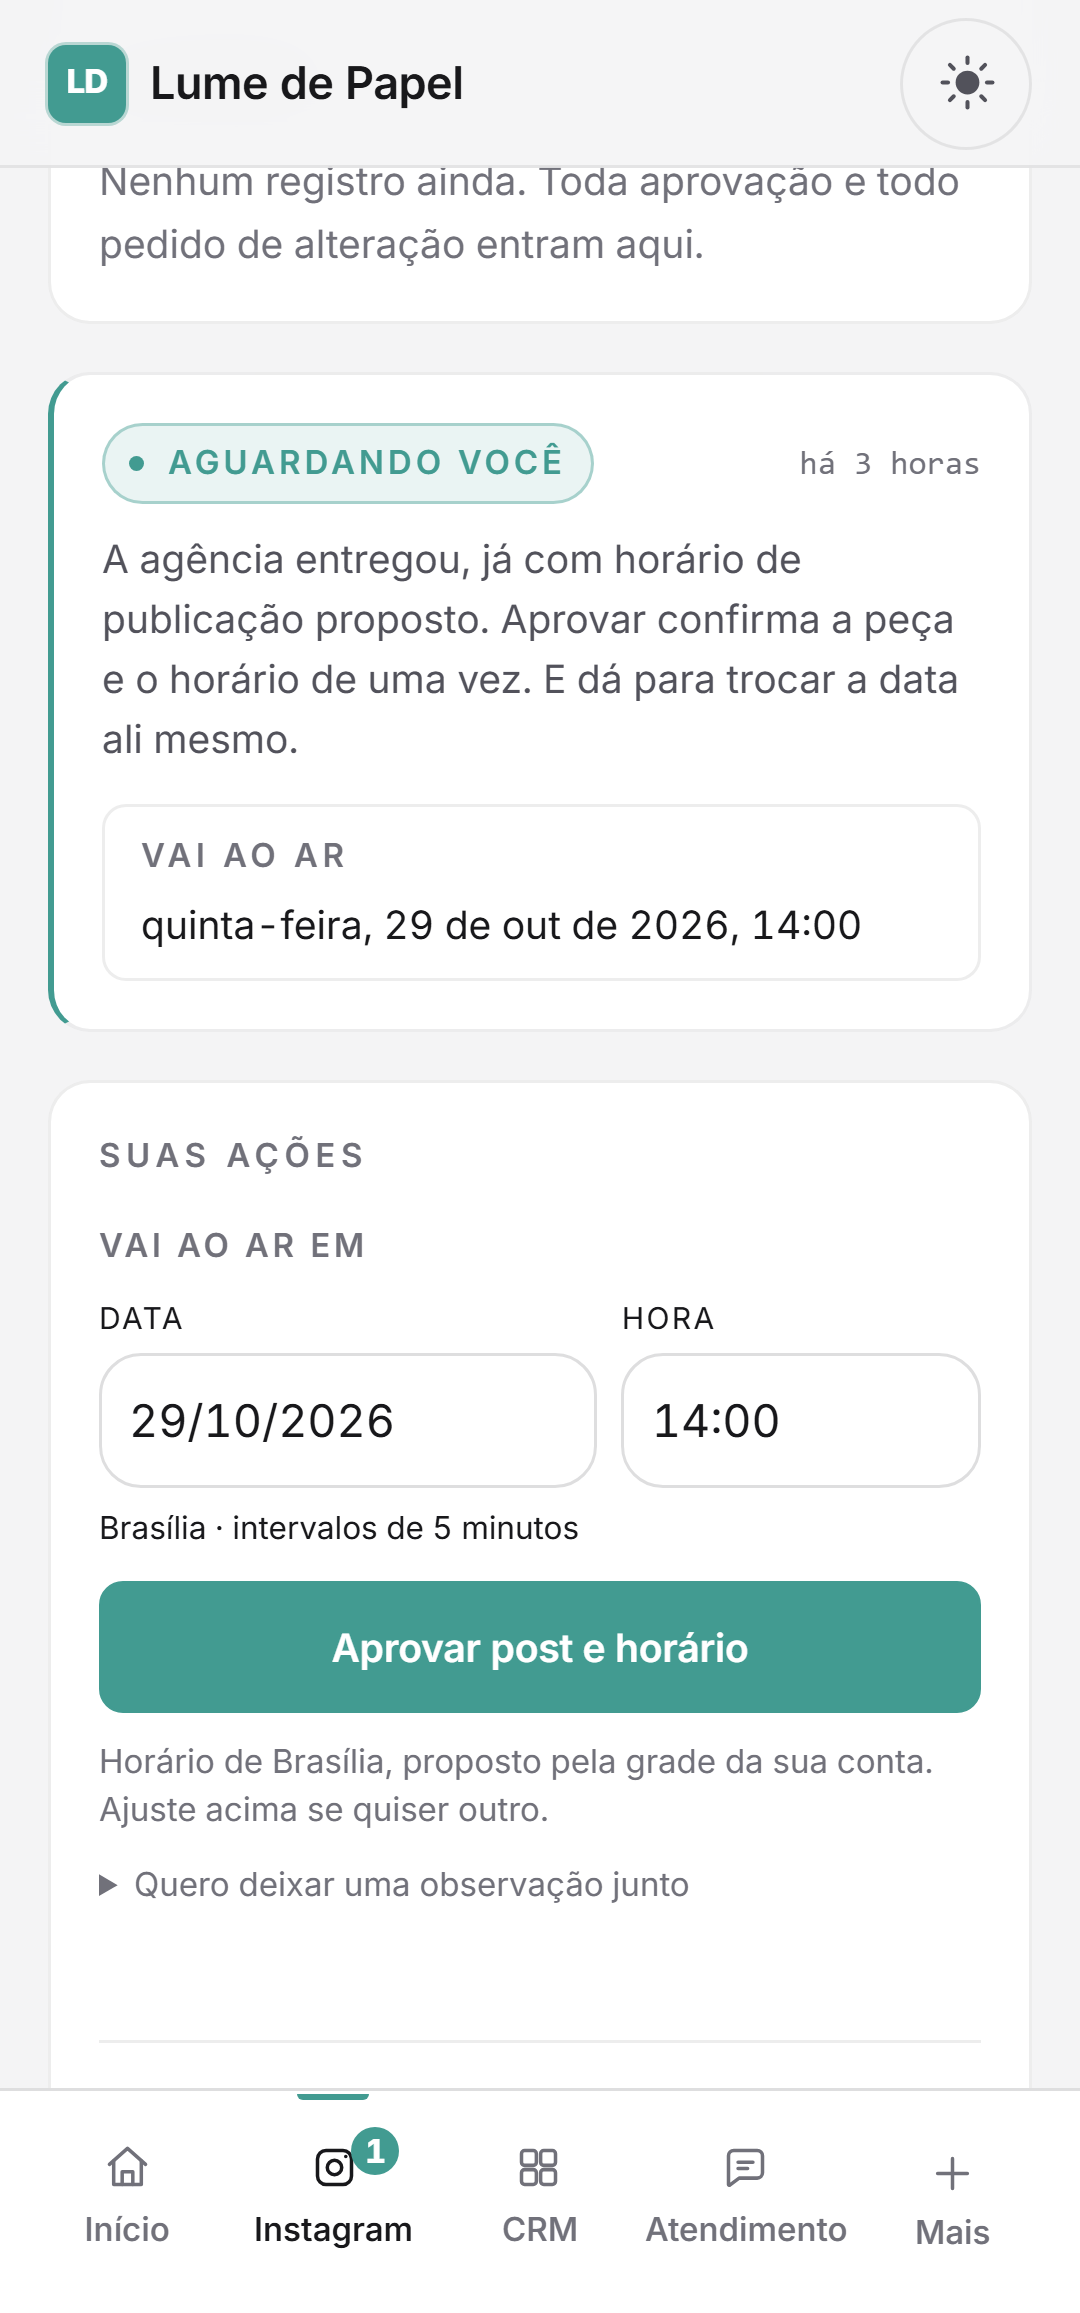 LD Lume de Papel
Nenhum registro ainda. Toda aprovação e todo
pedido de alteração entram aqui.
AGUARDANDO VOCÊ
há 3 horas
A agência entregou, já com horário de
publicação proposto. Aprovar confirma a peça
e o horário de uma vez. E dá para trocar a data
ali mesmo.
VAI AO AR
quinta-feira, 29 de out de 2026, 14:00
SUAS AÇÕES
VAI AO AR EM
DATA
HORA
29/10/2026
14:00
Brasília · intervalos de 5 minutos
Aprovar post e horário
Horário de Brasília, proposto pela grade da sua conta.
Ajuste acima se quiser outro.
Quero deixar uma observação junto
1
Início
Instagram
CRM
Atendimento
Mais